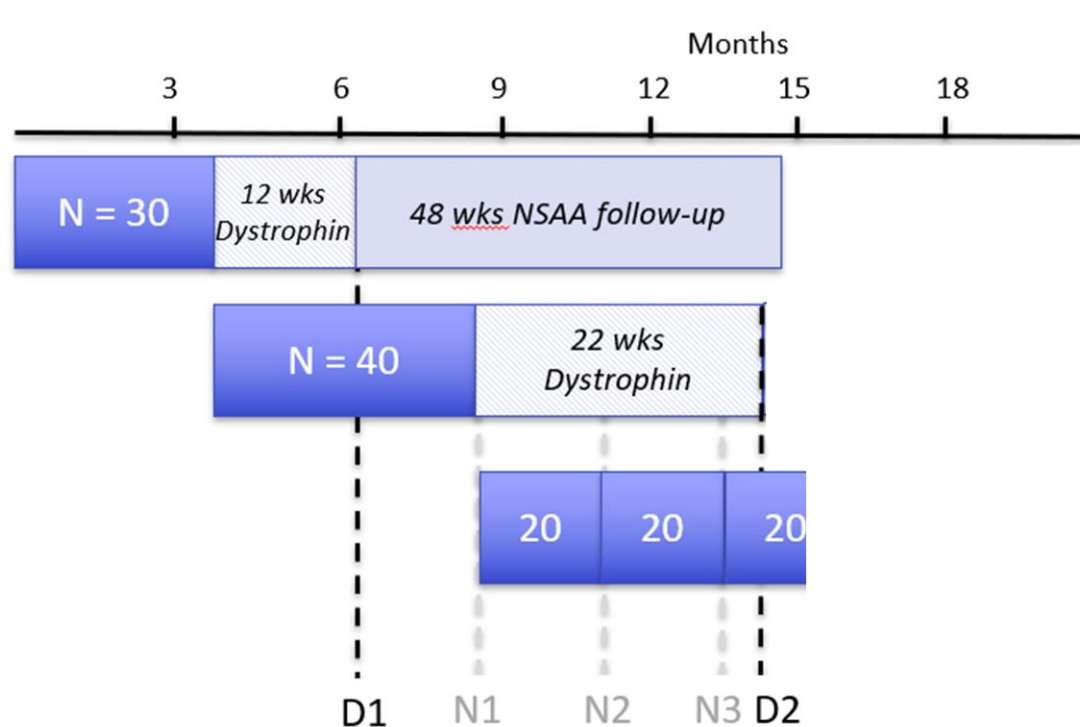 Months
3 6 9 12 15 18
N = 30
12 wks
Dystrophin
48 wks NSAA follow-up
N = 40
22 wks
Dystrophin
20 20 20
D1 N1 N2 N3 D2